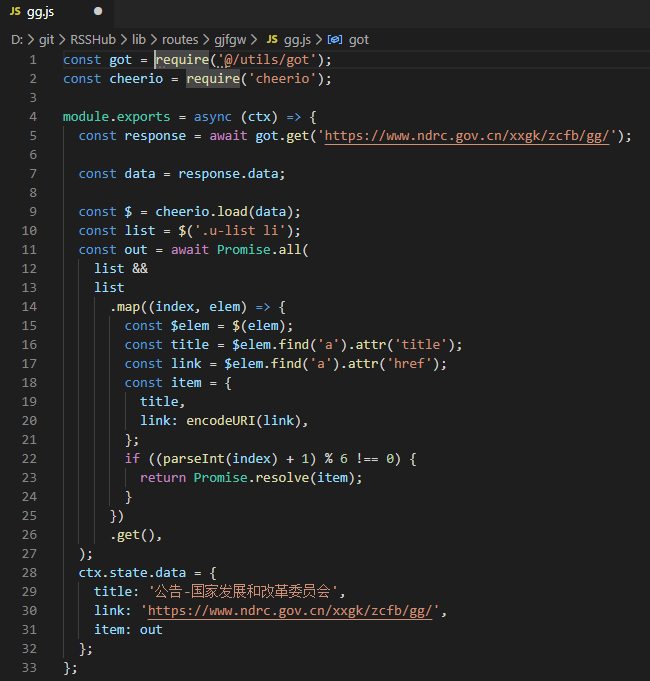 JS gg.js
D: > git > RSSHub > lib > routes > gjfgw > JS gg.js > got
1 const got = require('@/utils/got');
2 const cheerio = require('cheerio');
3
4 module.exports = async (ctx) => {
5 const response = await got.get('https://www.ndrc.gov.cn/xxgk/zcfb/gg/');
6
7 const data = response.data;
8
9 const $ = cheerio.load(data);
10 const list = $('.u-list li');
11 const out = await Promise.all(
12 list &&
13 list
14 .map((index, elem) => {
15 const $elem = $(elem);
16 const title = $elem.find('a').attr('title');
17 const link = $elem.find('a').attr('href');
18 const item = {
19 title,
20 link: encodeURI(link),
21 };
22 if ((parseInt(index) + 1) % 6 !== 0) {
23 return Promise.resolve(item);
24 }
25 })
26 .get(),
27 );
28 ctx.state.data = {
29 title: '公告-国家发展和改革委员会',
30 link: 'https://www.ndrc.gov.cn/xxgk/zcfb/gg/',
31 item: out
32 };
33 };